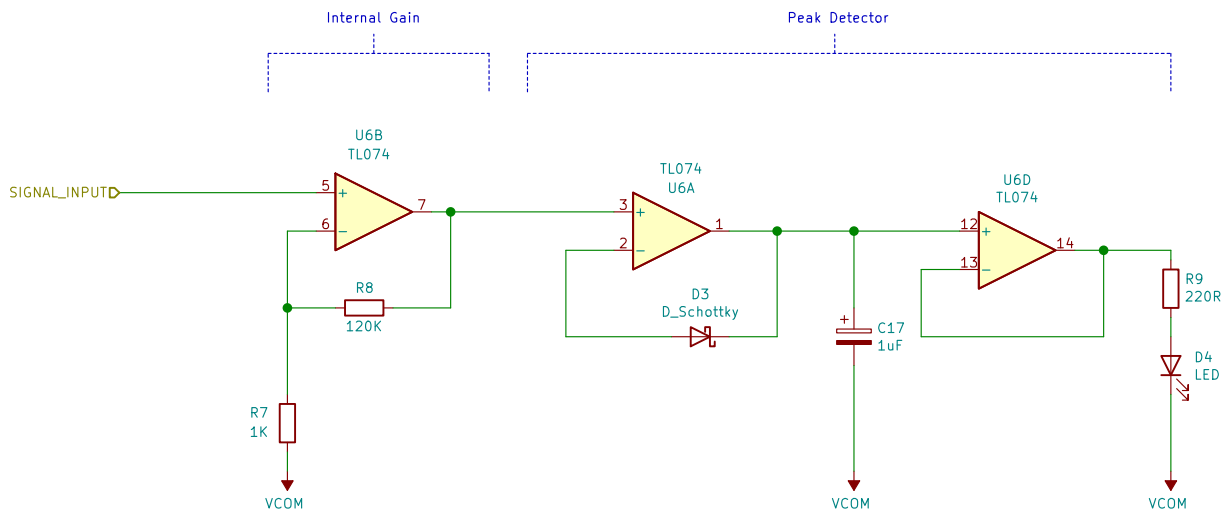 Internal Gain
Peak Detector
U6B
TL074
TL074
U6A
U6D
TL074
SIGNAL_INPUT
5
+
6
-
7
3
+
2
-
1
12
+
13
-
14
R8
120K
D3
D_Schottky
R9
220R
+
C17
1uF
D4
LED
R7
1K
VCOM
VCOM
VCOM